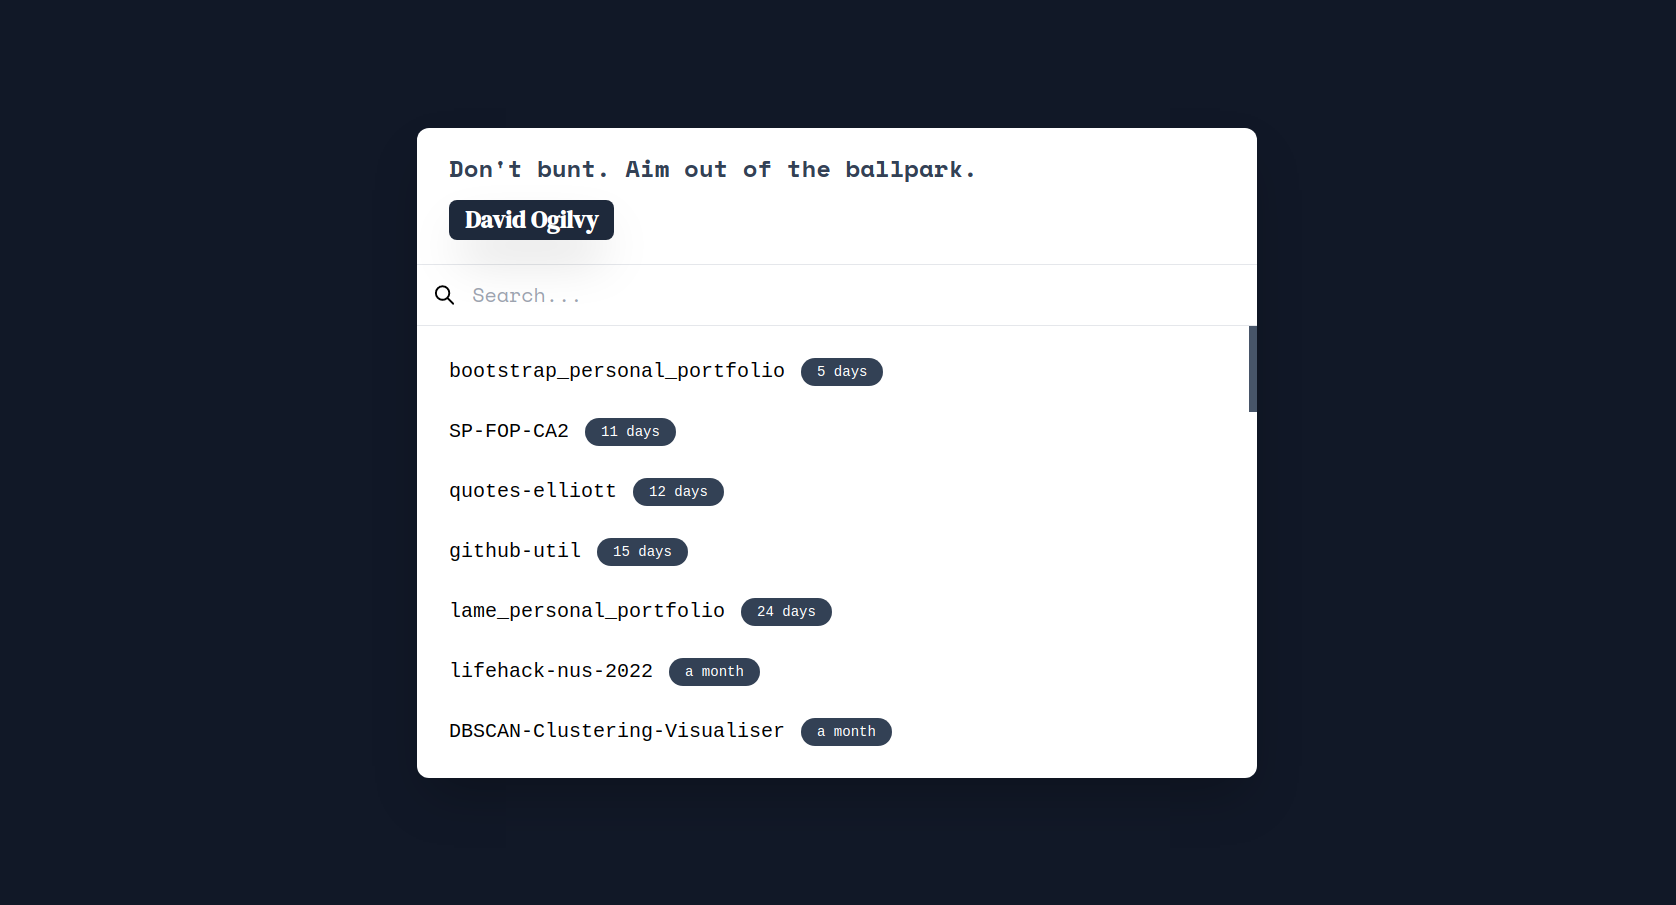 Don't bunt. Aim out of the ballpark.
David Ogilvy
Search...
bootstrap_personal_portfolio 5 days
SP-FOP-CA2 11 days
quotes-elliott 12 days
github-util 15 days
lame_personal_portfolio 24 days
lifehack-nus-2022 a month
DBSCAN-Clustering-Visualiser a month